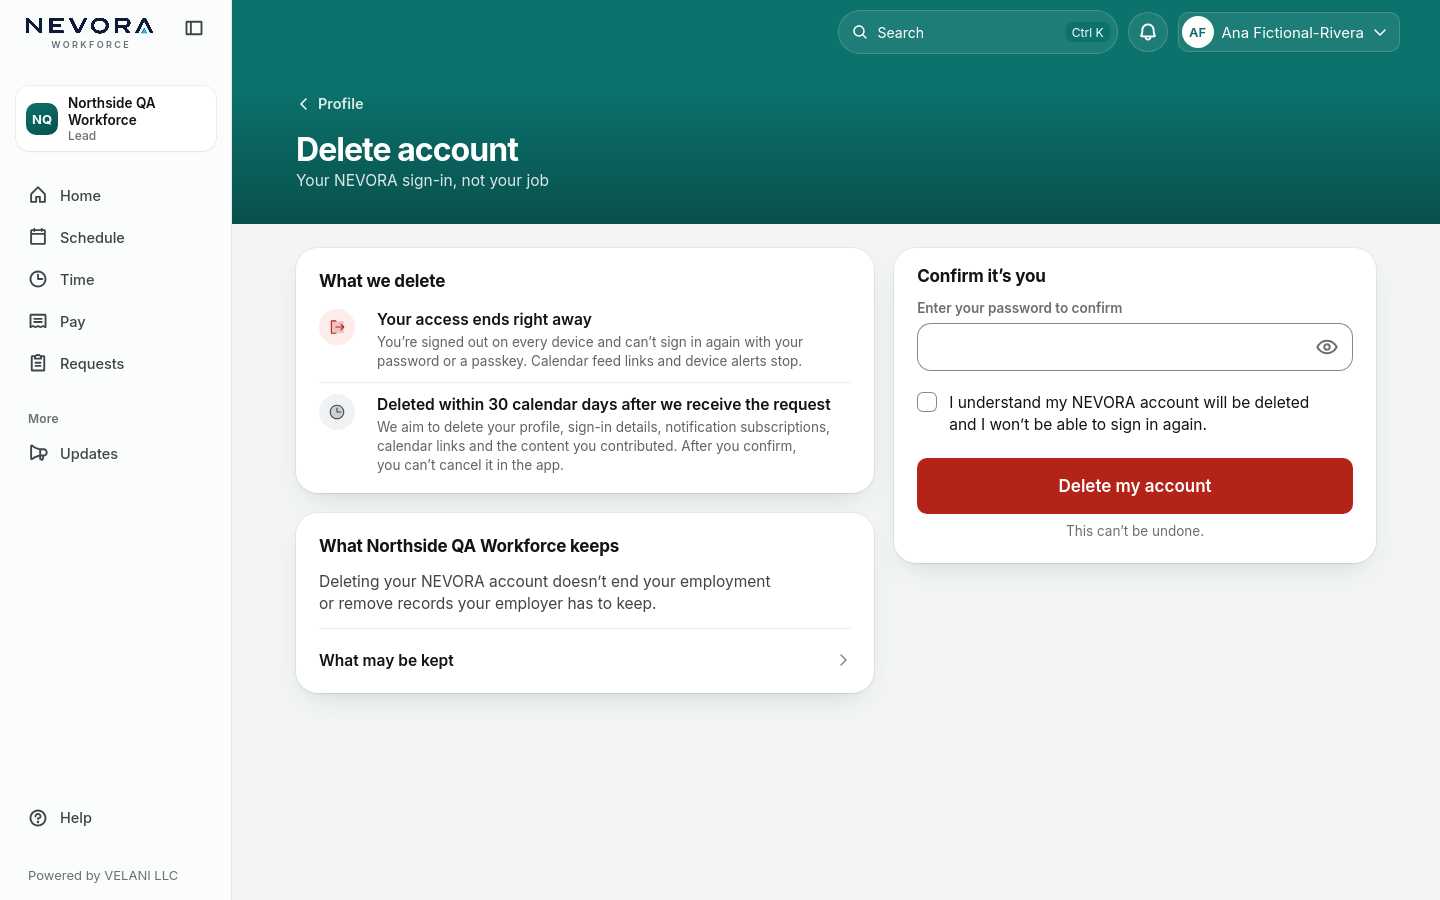 NEVORA
WORKFORCE
Northside QA
Workforce
Lead
NQ
Home
Schedule
Time
Pay
Requests
More
Updates
Help
Powered by VELANI LLC
Search
Ctrl K
AF
Ana Fictional-Rivera
Profile
Delete account
Your NEVORA sign-in, not your job
What we delete
Your access ends right away
You’re signed out on every device and can’t sign in again with your
password or a passkey. Calendar feed links and device alerts stop.
Deleted within 30 calendar days after we receive the request
We aim to delete your profile, sign-in details, notification subscriptions,
calendar links and the content you contributed. After you confirm,
you can’t cancel it in the app.
What Northside QA Workforce keeps
Deleting your NEVORA account doesn’t end your employment
or remove records your employer has to keep.
What may be kept
Confirm it’s you
Enter your password to confirm
I understand my NEVORA account will be deleted
and I won’t be able to sign in again.
Delete my account
This can’t be undone.